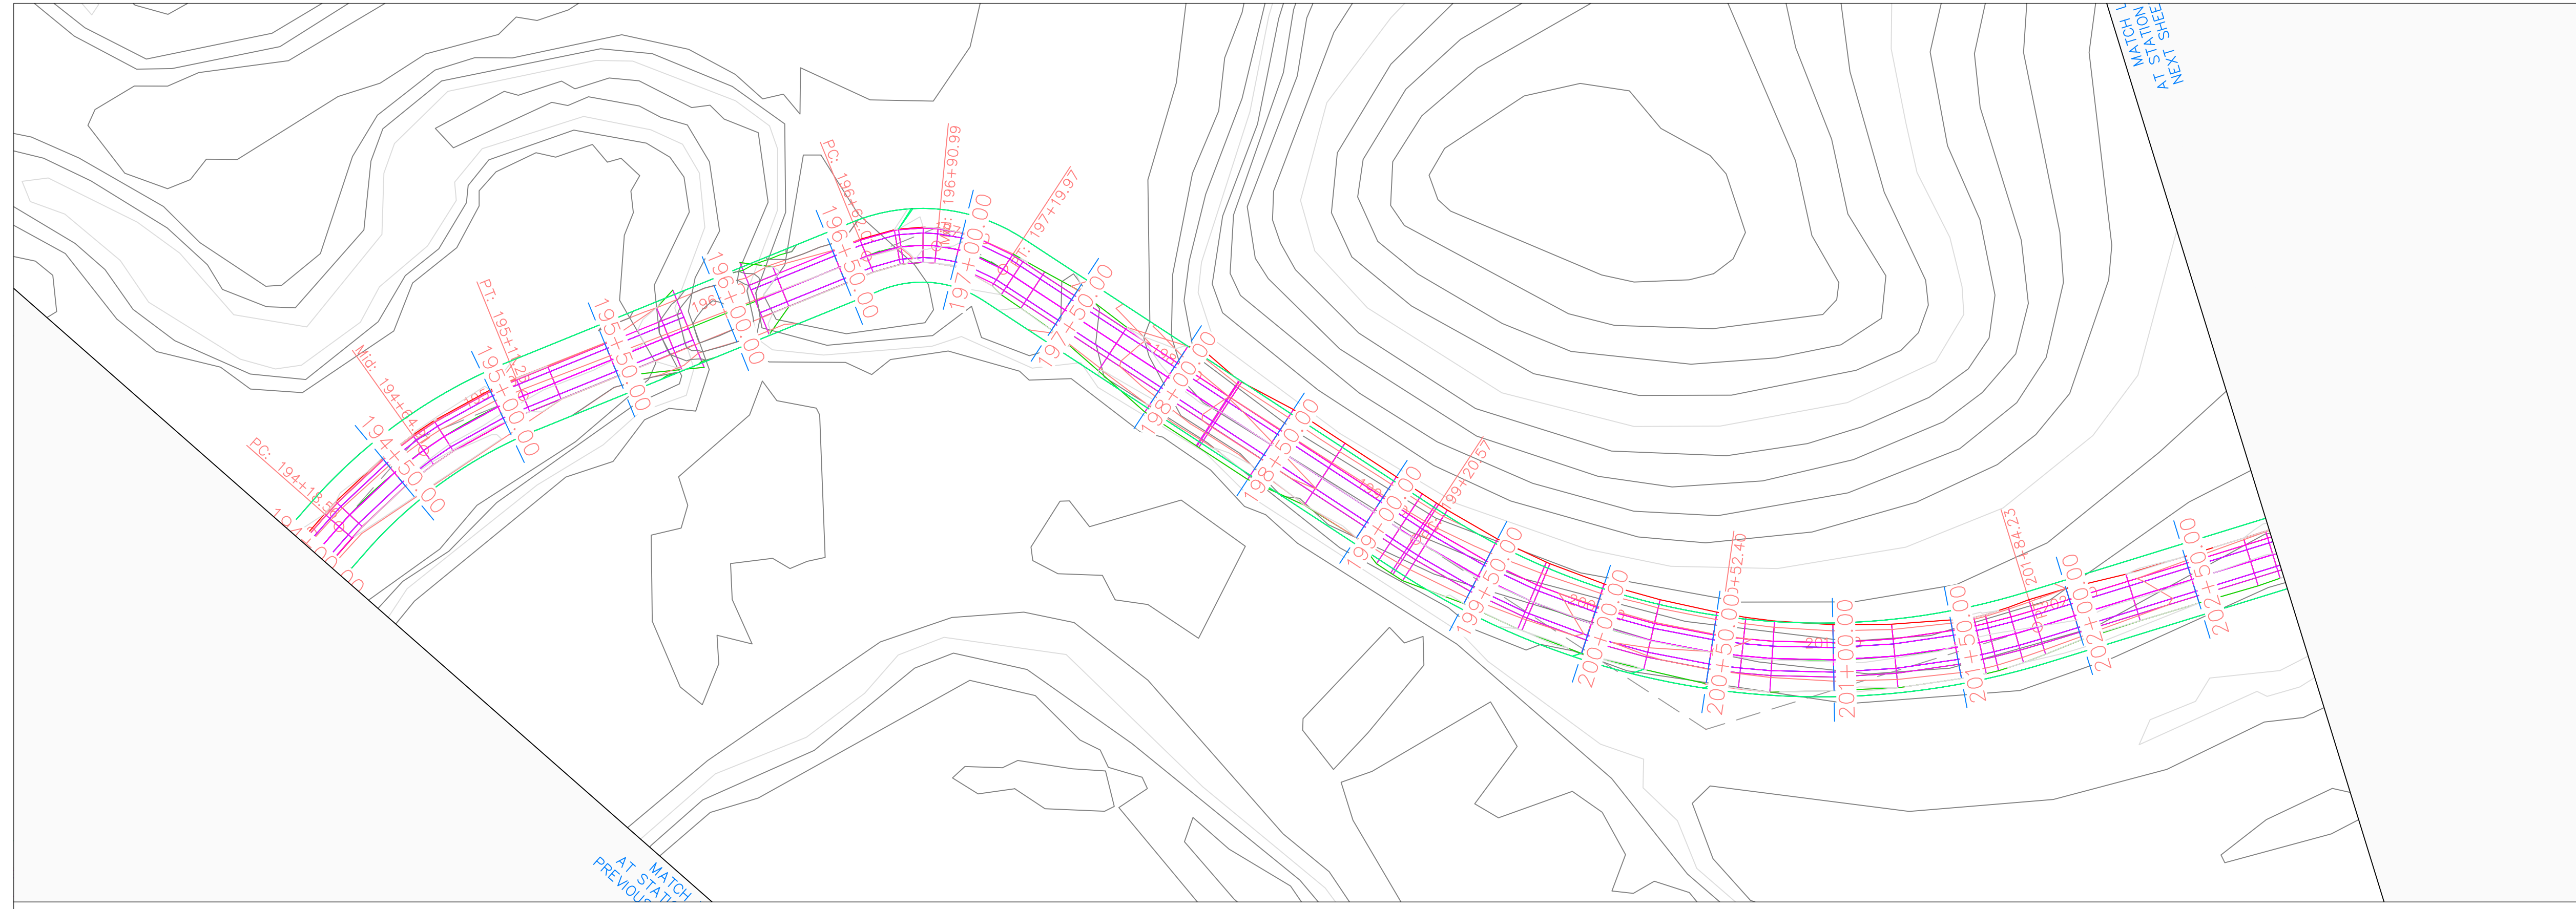 MATCH L
AT STATION
NEXT SHEE
PC: 194+18.5
194+50.00
Mid: 194+64.
195+00.00
PT: 195+1
195+50.00
196
196+00.00
PC: 196+6
196+50.00
Mid: 196+90.99
197+00.00
PT: 197+19.97
197+50.00
198+00.00
198+50.00
199+00.00
199+20.57
199+50.00
200
200+00.00
+52.40
200+50.00
201+00.00
201+50.00
201+84.23
202+00.00
202+50.00
MATCH
AT STATI
PREVIOUS